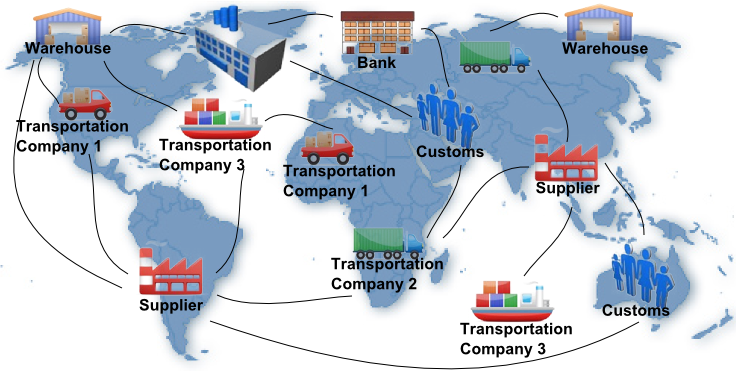 Warehouse
Bank
Warehouse
Transportation
Company 1
Transportation
Company 3
Customs
Transportation
Company 1
Supplier
Transportation
Company 2
Supplier
Customs
Transportation
Company 3